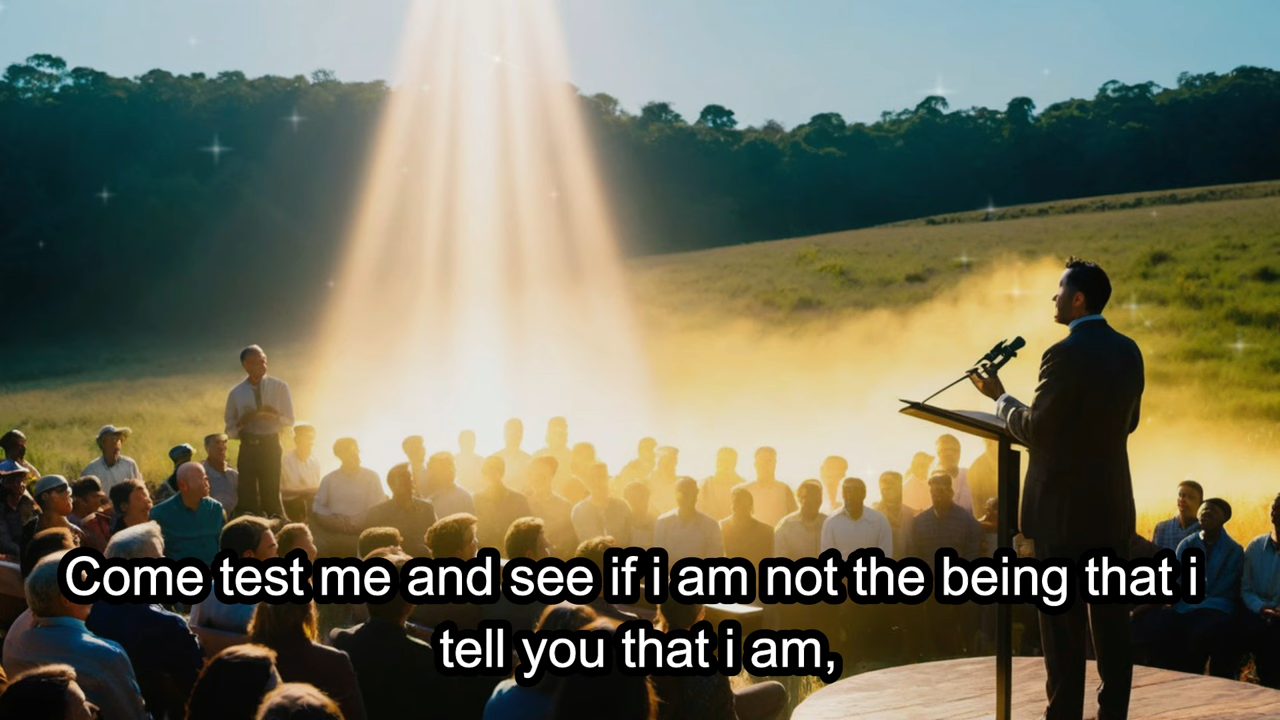 Come test me and see if i am not the being that i
tell you that i am,